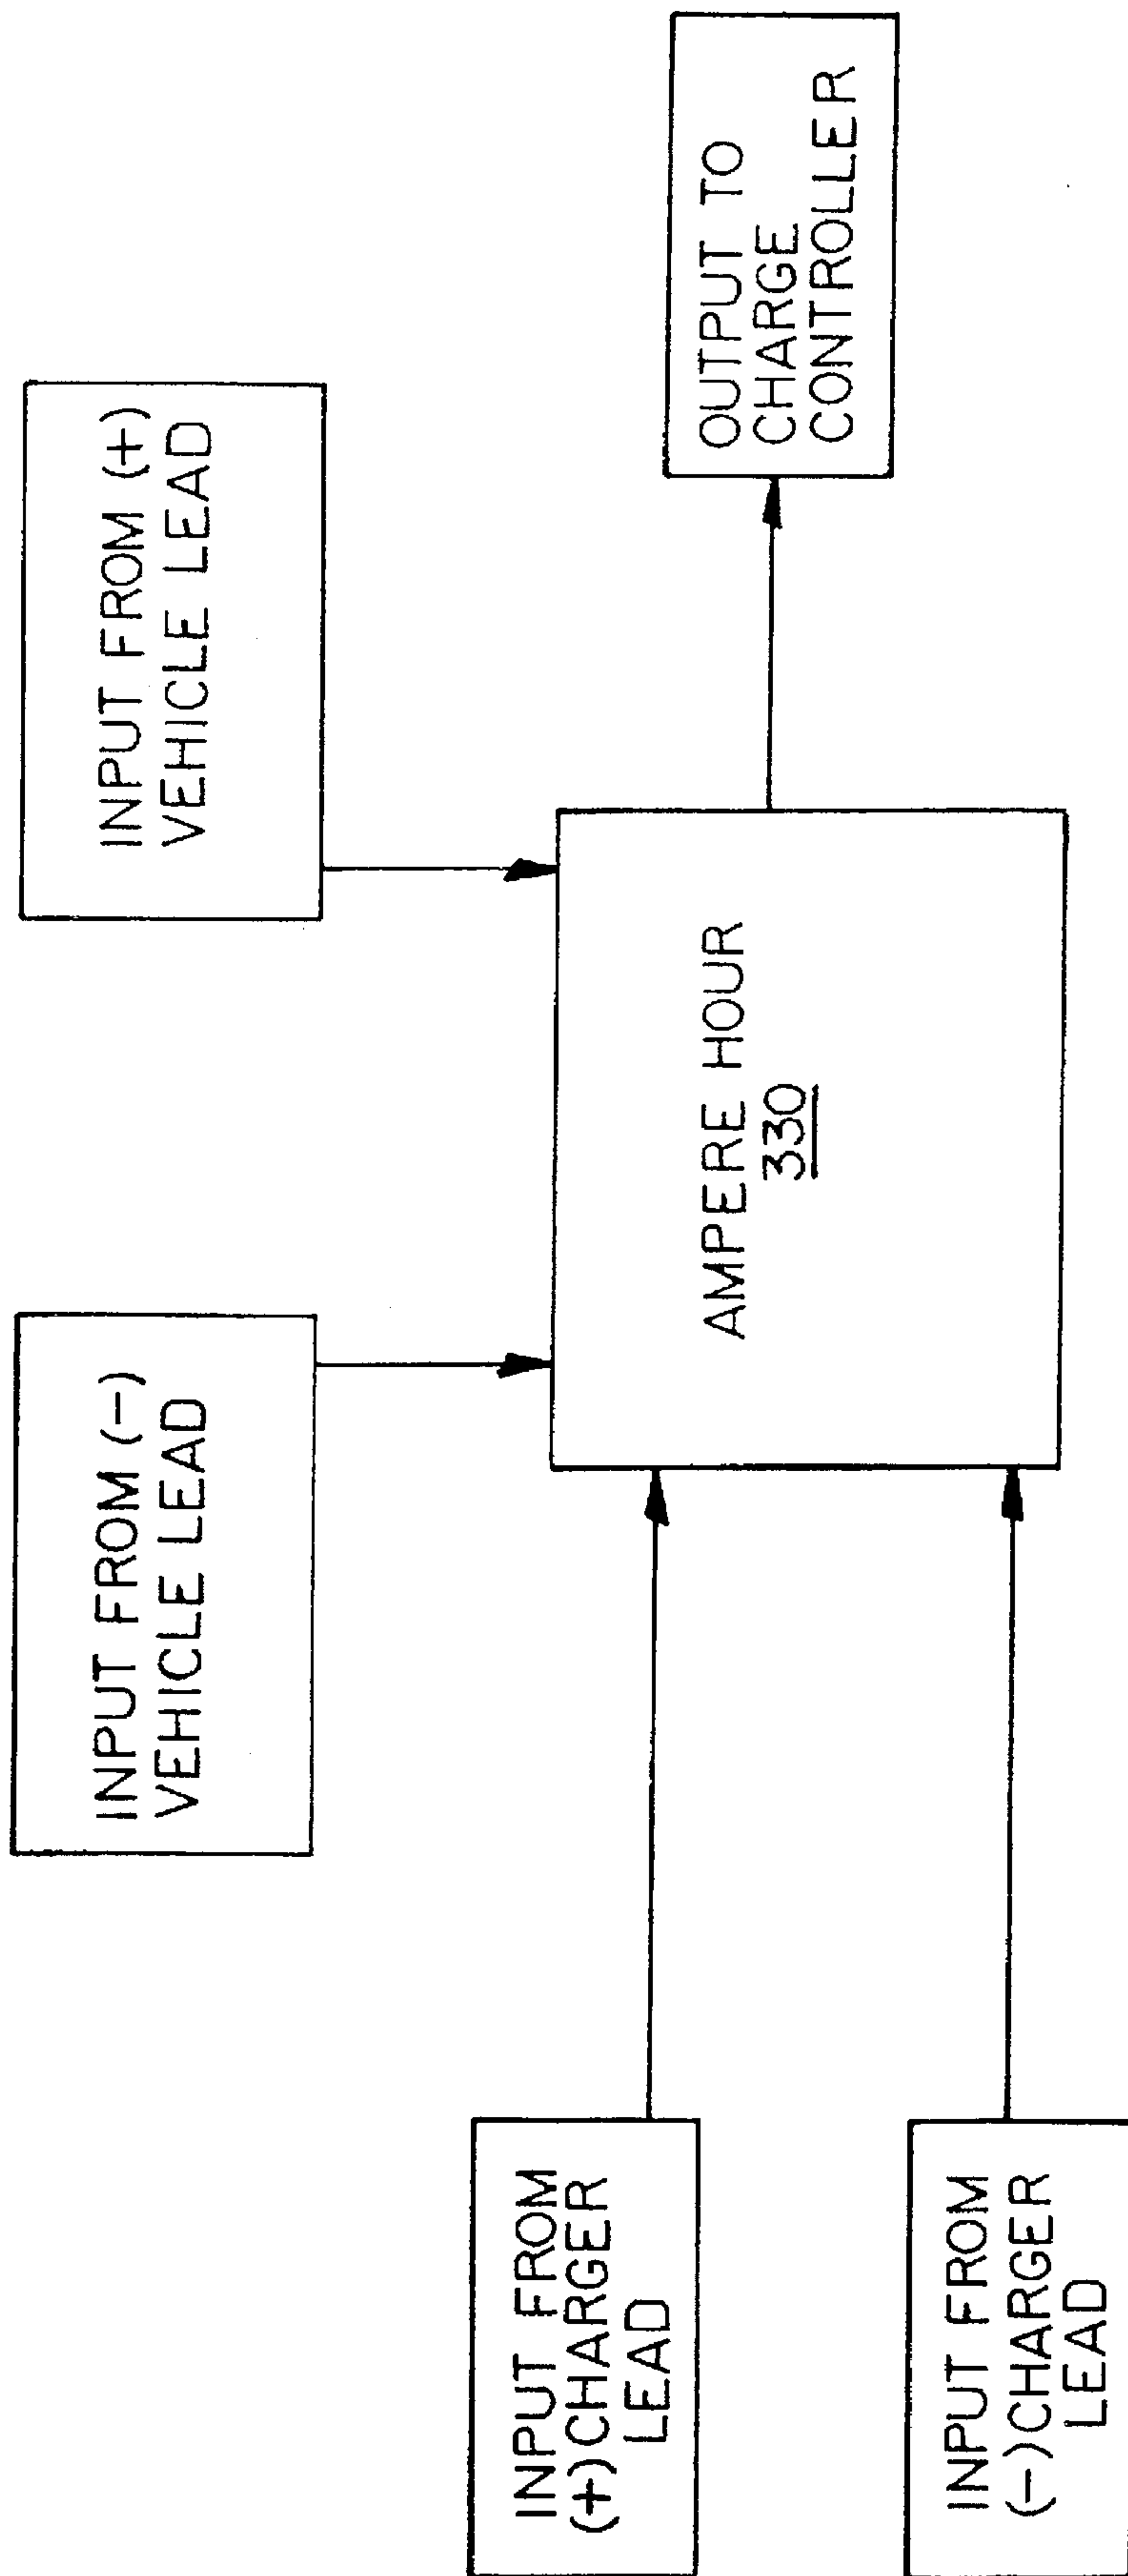 INPUT FROM (-)
VEHICLE LEAD
INPUT FROM (+)
VEHICLE LEAD
INPUT FROM
(+)CHARGER
LEAD
AMPERE HOUR
330
OUTPUT TO
CHARGE
CONTROLLER
INPUT FROM
(-)CHARGER
LEAD